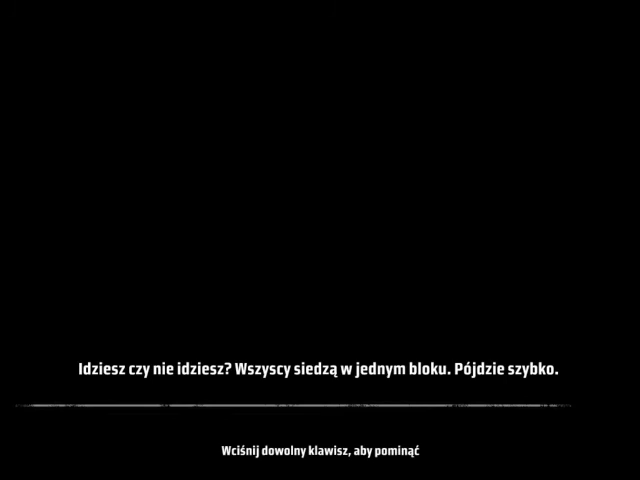 Idziesz czy nie idziesz? Wszyscy siedzą w jednym bloku. Pójdzie szybko.
Wciśnij dowolny klawisz, aby pominąć